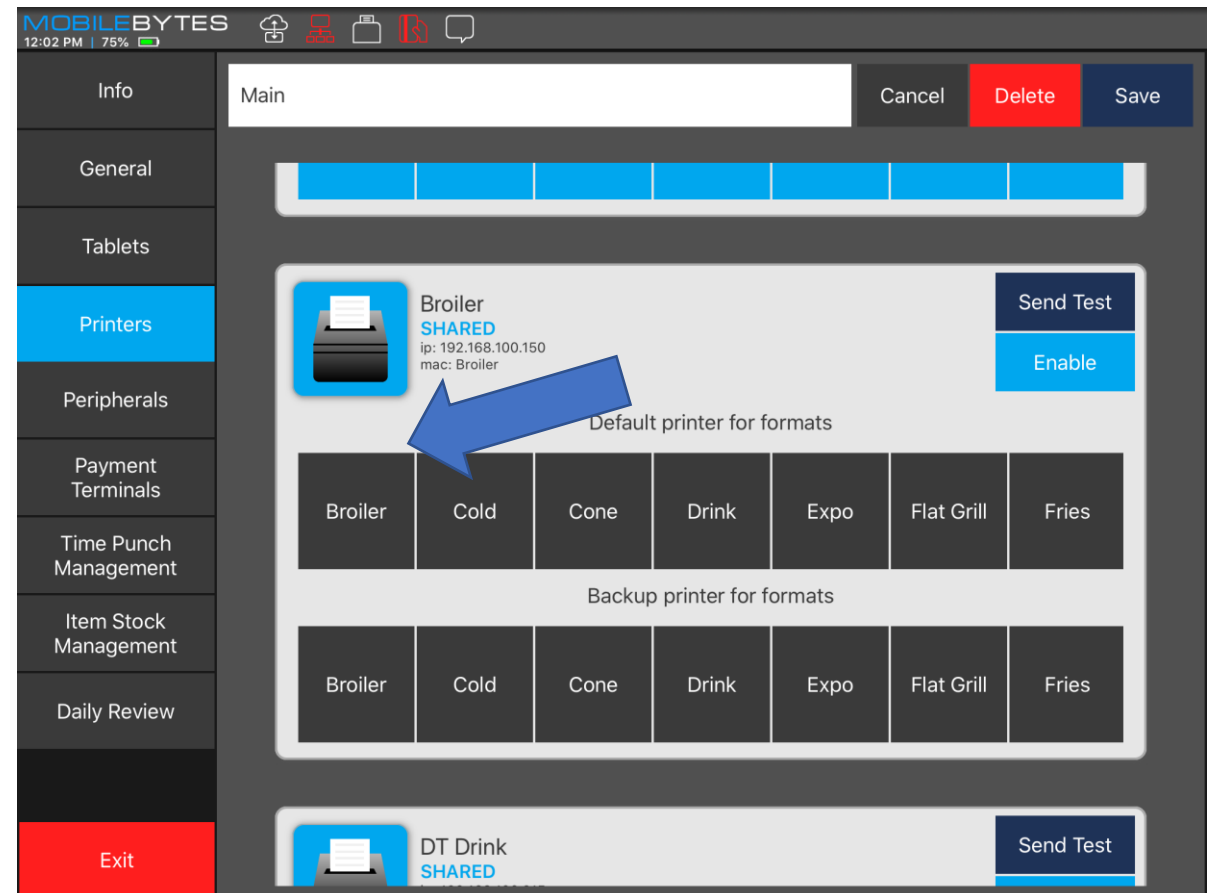 MOBILEBYTES
12:02 PM | 75%
Info
General
Tablets
Printers
Peripherals
Payment
Terminals
Time Punch
Management
Item Stock
Management
Daily Review
Exit
Main
Cancel
Delete
Save
Broiler
SHARED
ip: 192.168.100.150
mac: Broiler
Send Test
Enable
Default printer for formats
Broiler
Cold
Cone
Drink
Expo
Flat Grill
Fries
Backup printer for formats
Broiler
Cold
Cone
Drink
Expo
Flat Grill
Fries
DT Drink
SHARED
Send Test